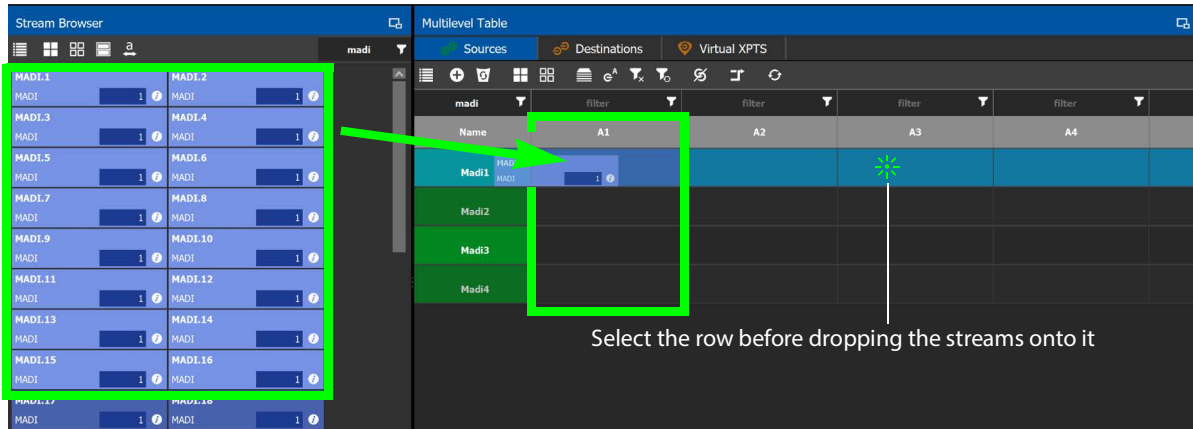 Stream Browser
madi
MADI.1 MADI.2
MADI 1 MADI 1
MADI.3 MADI.4
MADI 1 MADI 1
MADI.5 MADI.6
MADI 1 MADI 1
MADI.7 MADI.8
MADI 1 MADI 1
MADI.9 MADI.10
MADI 1 MADI 1
MADI.11 MADI.12
MADI 1 MADI 1
MADI.13 MADI.14
MADI 1 MADI 1
MADI.15 MADI.16
MADI 1 MADI 1
MADI.17 MADI.18
MADI 1 MADI 1
Multilevel Table
Sources Destinations Virtual XPTS
madi filter filter filter filter
Name A1 A2 A3 A4
Madi1
MADI 1
Madi2
Madi3
Madi4
Select the row before dropping the streams onto it